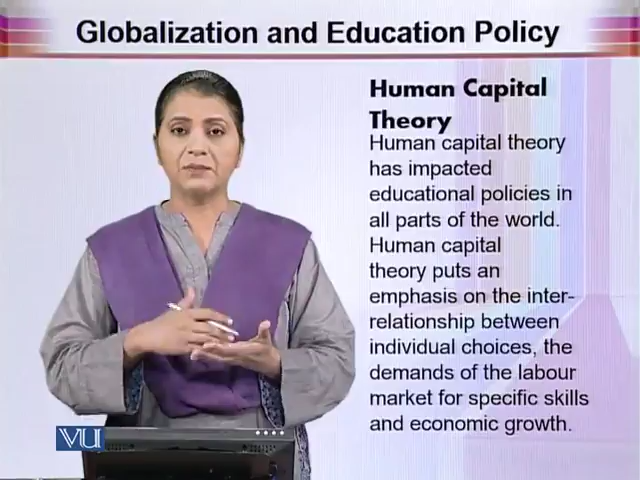 Globalization and Education Policy
Human Capital
Theory
Human capital theory
has impacted
educational policies in
all parts of the world.
Human capital
theory puts an
emphasis on the inter-
relationship between
individual choices, the
demands of the labour
market for specific skills
and economic growth.
VU